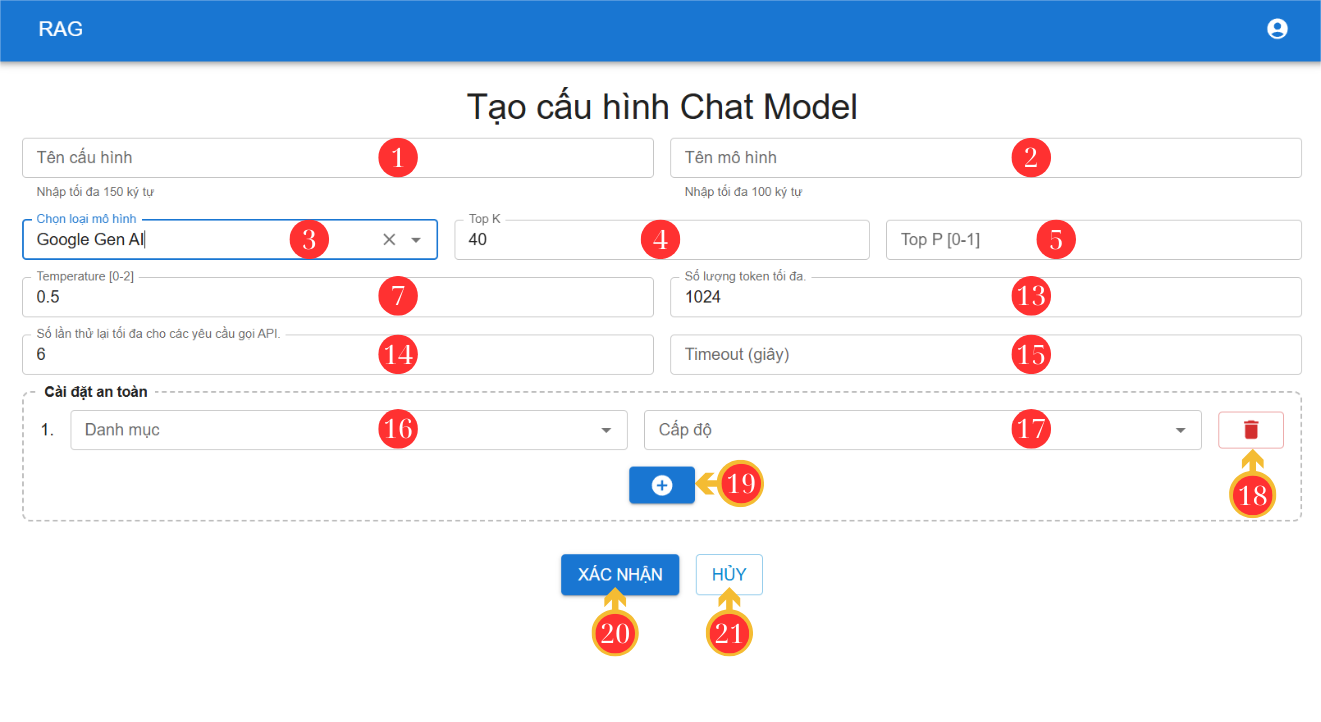 RAG
Tạo cấu hình Chat Model
Tên cấu hình 1
Tên mô hình 2
Nhập tối đa 150 ký tự
Nhập tối đa 100 ký tự
Chọn loại mô hình
Google Gen AI 3
Top K
40 4
Top P [0-1] 5
Temperature [0-2]
0.5 7
Số lượng token tối đa.
1024 13
Số lần thử lại tối đa cho các yêu cầu gọi API.
6 14
Timeout (giây) 15
Cài đặt an toàn
1. Danh mục 16
Cấp độ 17
18
19
XÁC NHẬN
HỦY
20
21